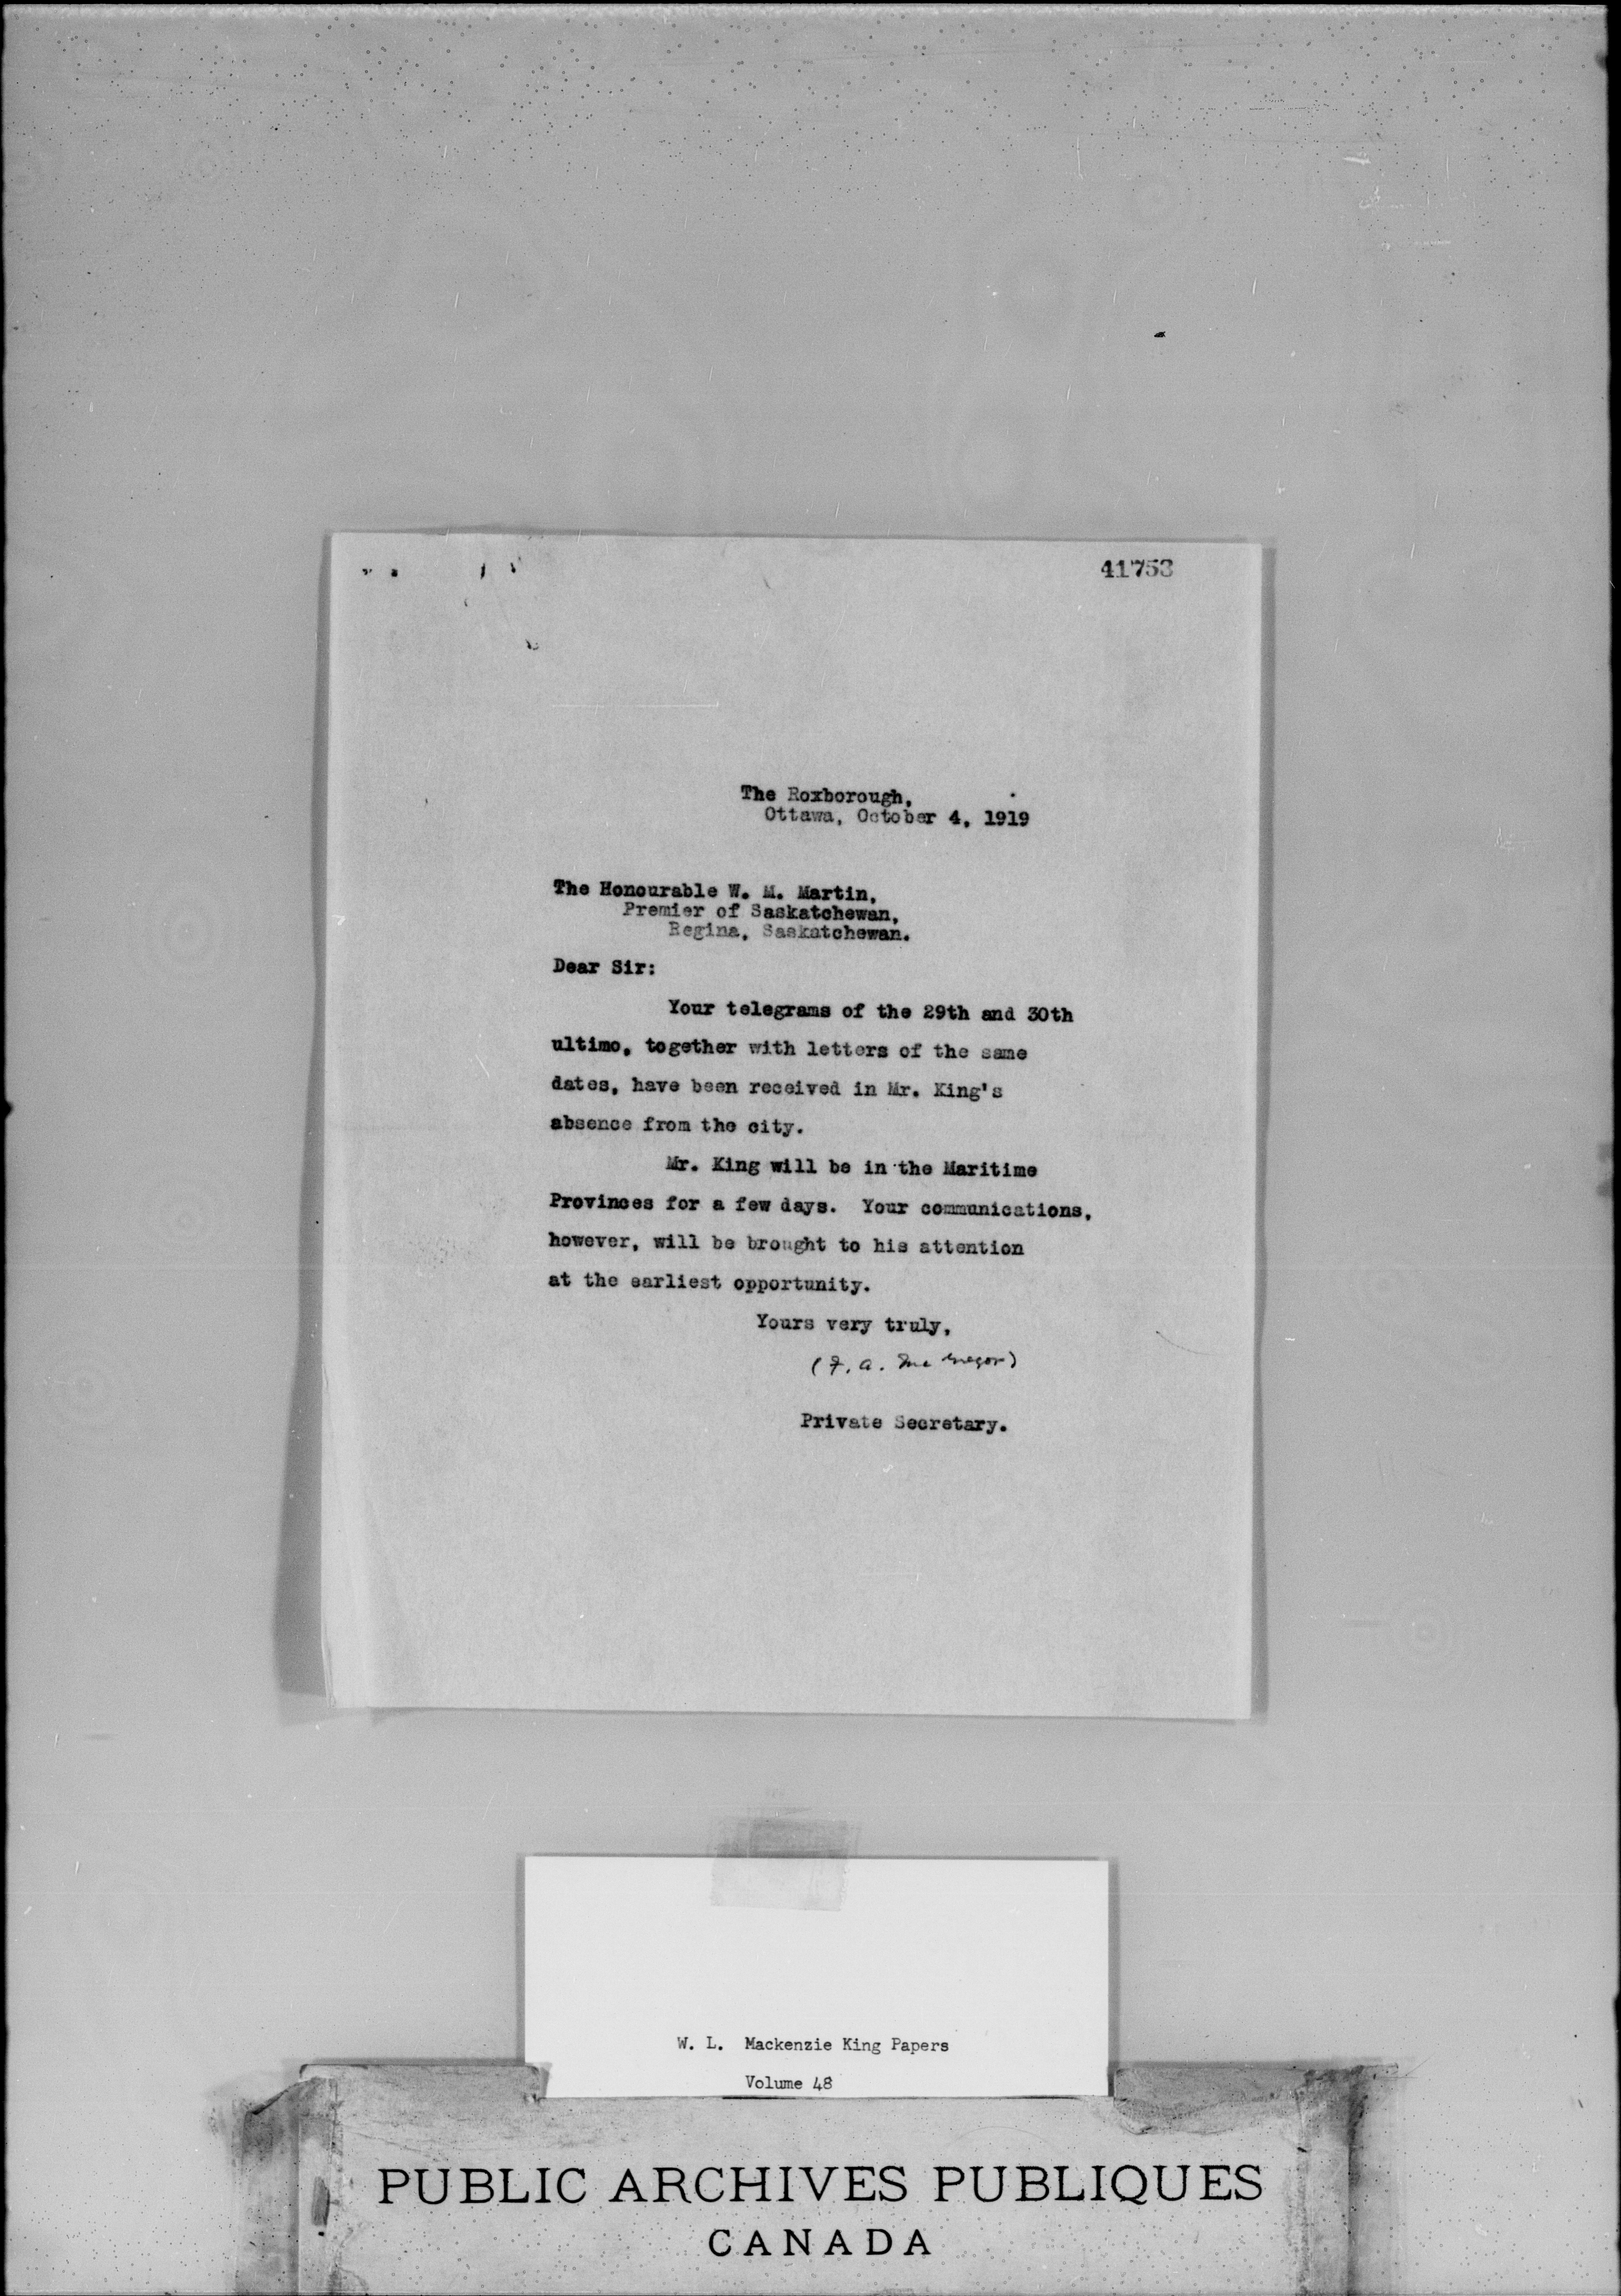 41753
The Roxborough,
Ottawa, October 4, 1919
The Honourable W. M. Martin,
Premier of Saskatchewan,
Regina, Saskatchewan.
Dear Sir:
Your telegrams of the 29th and 30th
ultimo, together with letters of the same
dates, have been received in Mr. King's
absence from the city.
Mr. King will be in the Maritime
Provinces for a few days. Your communications,
however, will be brought to his attention
at the earliest opportunity.
Yours very truly,
(F. A. McGregor)
Private Secretary.
W. L. Mackenzie King Papers
Volume 48
PUBLIC ARCHIVES PUBLIQUES
CANADA